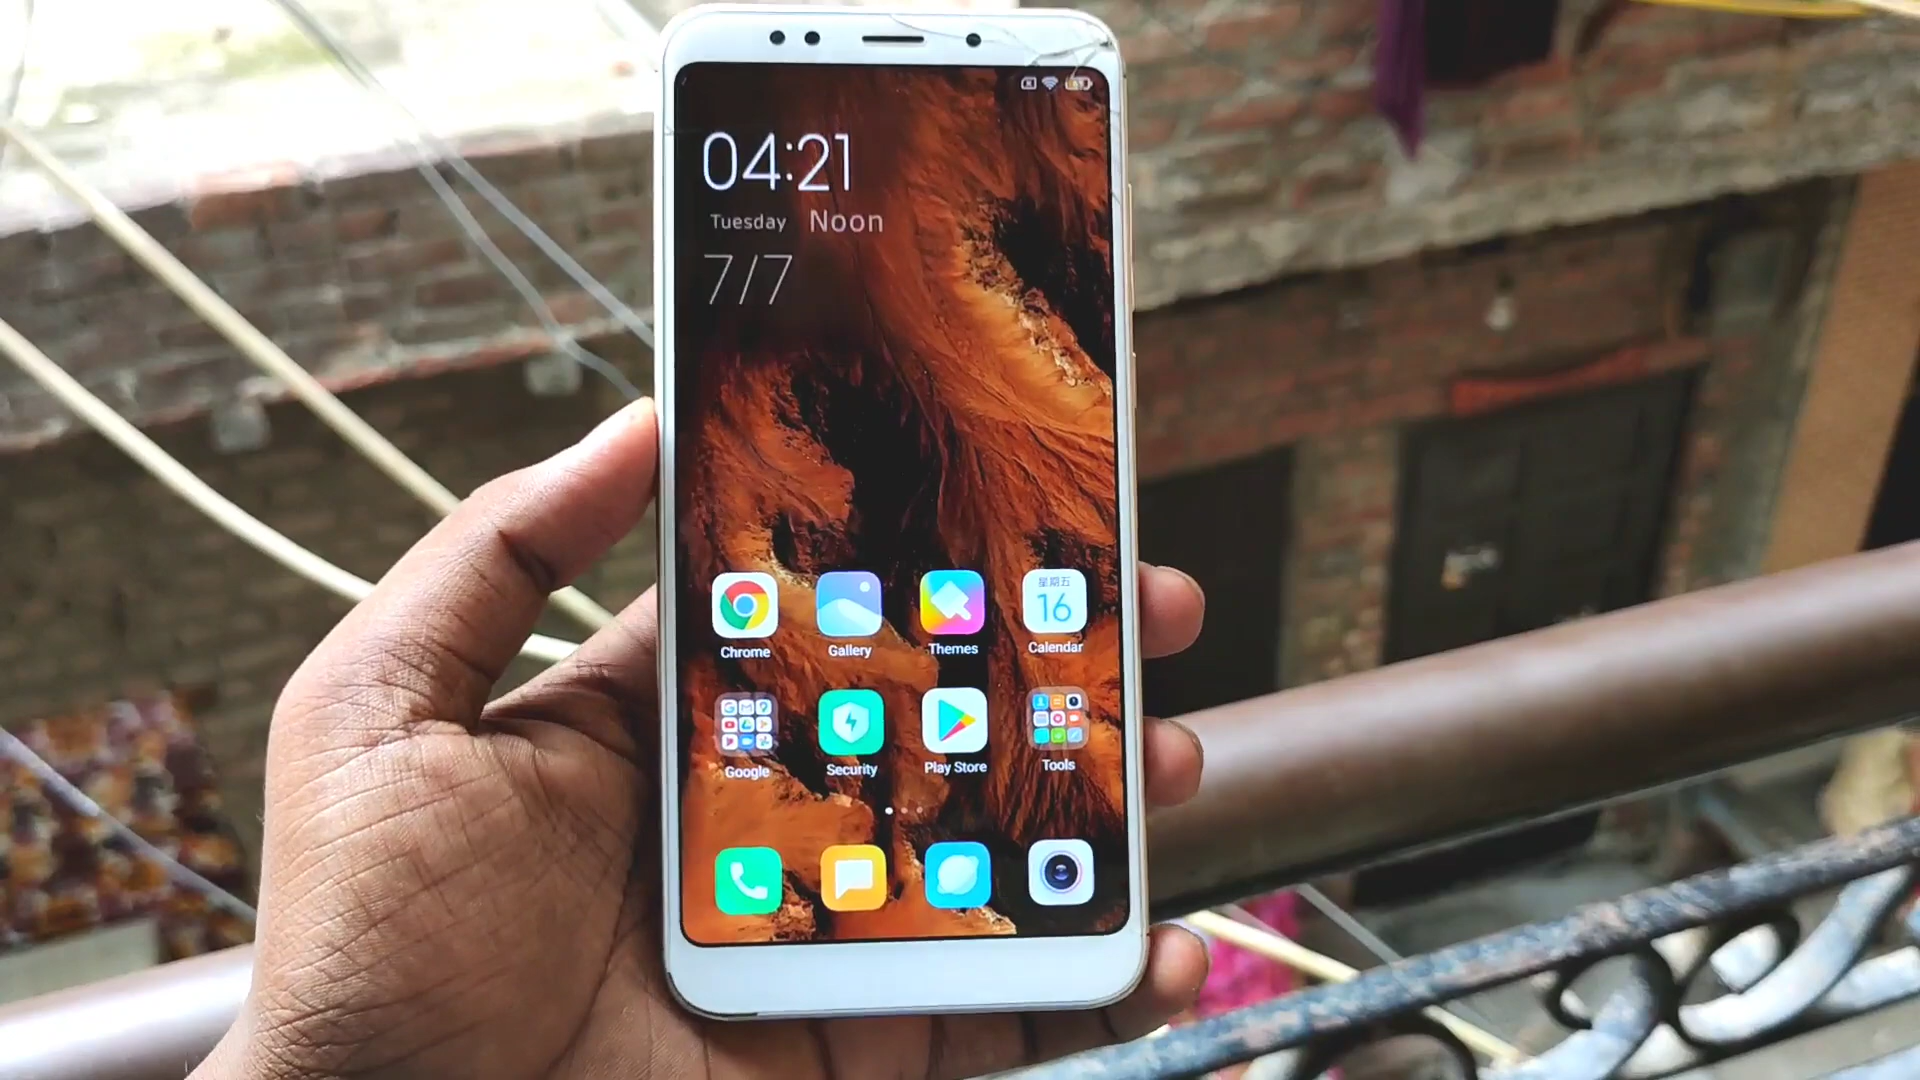 04:21
Tuesday Noon
7/7
星期五
16
Chrome Gallery Themes Calendar
Google Security Play Store Tools